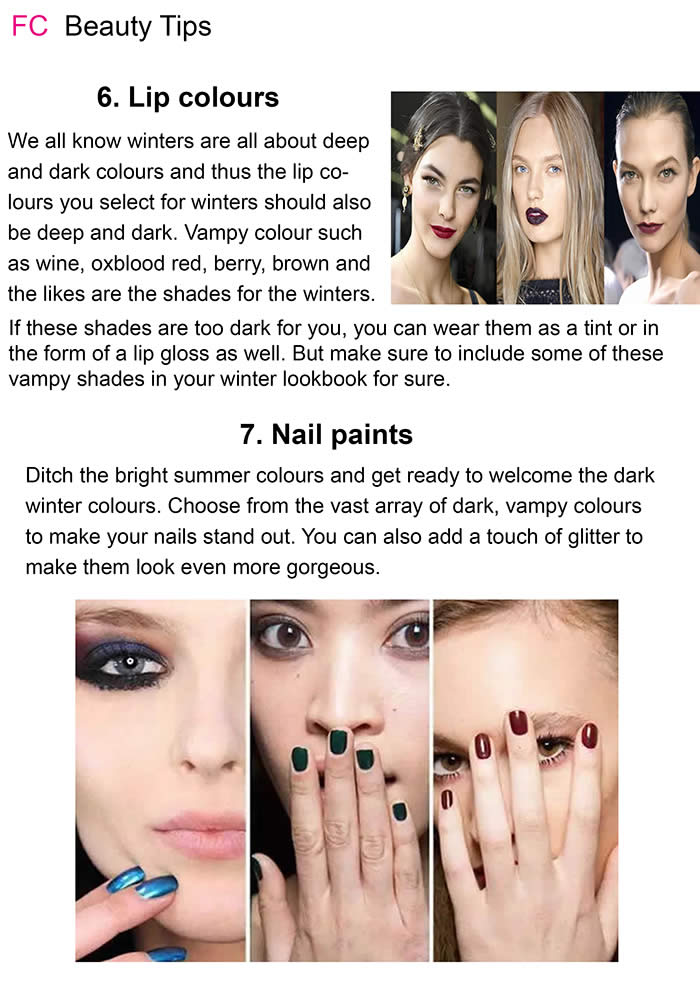 FC Beauty Tips
6. Lip colours
We all know winters are all about deep
and dark colours and thus the lip co-
lours you select for winters should also
be deep and dark. Vampy colour such
as wine, oxblood red, berry, brown and
the likes are the shades for the winters.
If these shades are too dark for you, you can wear them as a tint or in
the form of a lip gloss as well. But make sure to include some of these
vampy shades in your winter lookbook for sure.
7. Nail paints
Ditch the bright summer colours and get ready to welcome the dark
winter colours. Choose from the vast array of dark, vampy colours
to make your nails stand out. You can also add a touch of glitter to
make them look even more gorgeous.